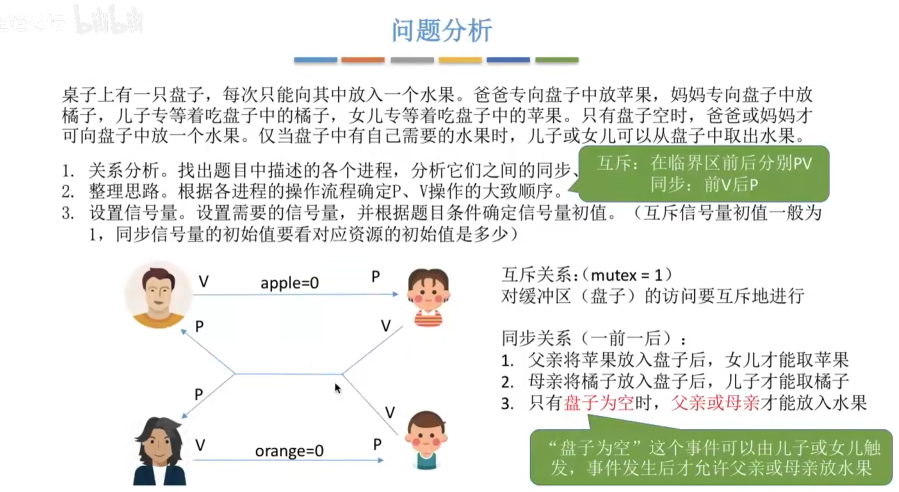 bilibili
问题分析
桌子上有一只盘子，每次只能向其中放入一个水果。爸爸专向盘子中放苹果，妈妈专向盘子中放
橘子，儿子专等着吃盘子中的橘子，女儿专等着吃盘子中的苹果。只有盘子空时，爸爸或妈妈才
可向盘子中放一个水果。仅当盘子中有自己需要的水果时，儿子或女儿可以从盘子中取出水果。
1. 关系分析。找出题目中描述的各个进程，分析它们之间的同步、
互斥：在临界区前后分别PV
同步：前V后P
2. 整理思路。根据各进程的操作流程确定P、V操作的大致顺序。
3. 设置信号量。设置需要的信号量，并根据题目条件确定信号量初值。（互斥信号量初值一般为
1，同步信号量的初始值要看对应资源的初始值是多少）
V apple=0 P
P V
P V
V orange=0 P
互斥关系：（mutex = 1）
对缓冲区（盘子）的访问要互斥地进行
同步关系（一前一后）：
1. 父亲将苹果放入盘子后，女儿才能取苹果
2. 母亲将橘子放入盘子后，儿子才能取橘子
3. 只有盘子为空时，父亲或母亲才能放入水果
“盘子为空”这个事件可以由儿子或女儿触
发，事件发生后才允许父亲或母亲放水果